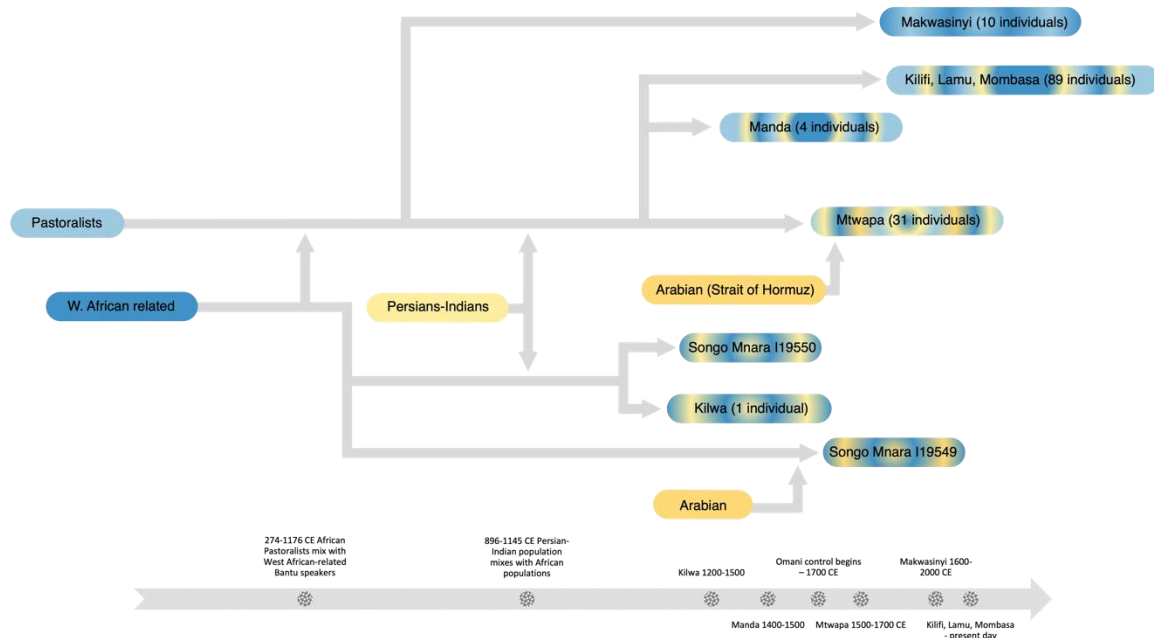 Makwasinyi (10 individuals)
Kilifi, Lamu, Mombasa (89 individuals)
Manda (4 individuals)
Pastoralists
Mtwapa (31 individuals)
W. African related
Persians-Indians
Arabian (Strait of Hormuz)
Songo Mnara I19550
Kilwa (1 individual)
Songo Mnara I19549
Arabian
274-1176 CE African
Pastoralists mix with
West African-related
Bantu speakers
896-1145 CE Persian-
Indian population
mixes with African
populations
Kilwa 1200-1500
Omani control begins
– 1700 CE
Makwasinyi 1600-
2000 CE
Manda 1400-1500
Mtwapa 1500-1700 CE
Kilifi, Lamu, Mombasa
- present day